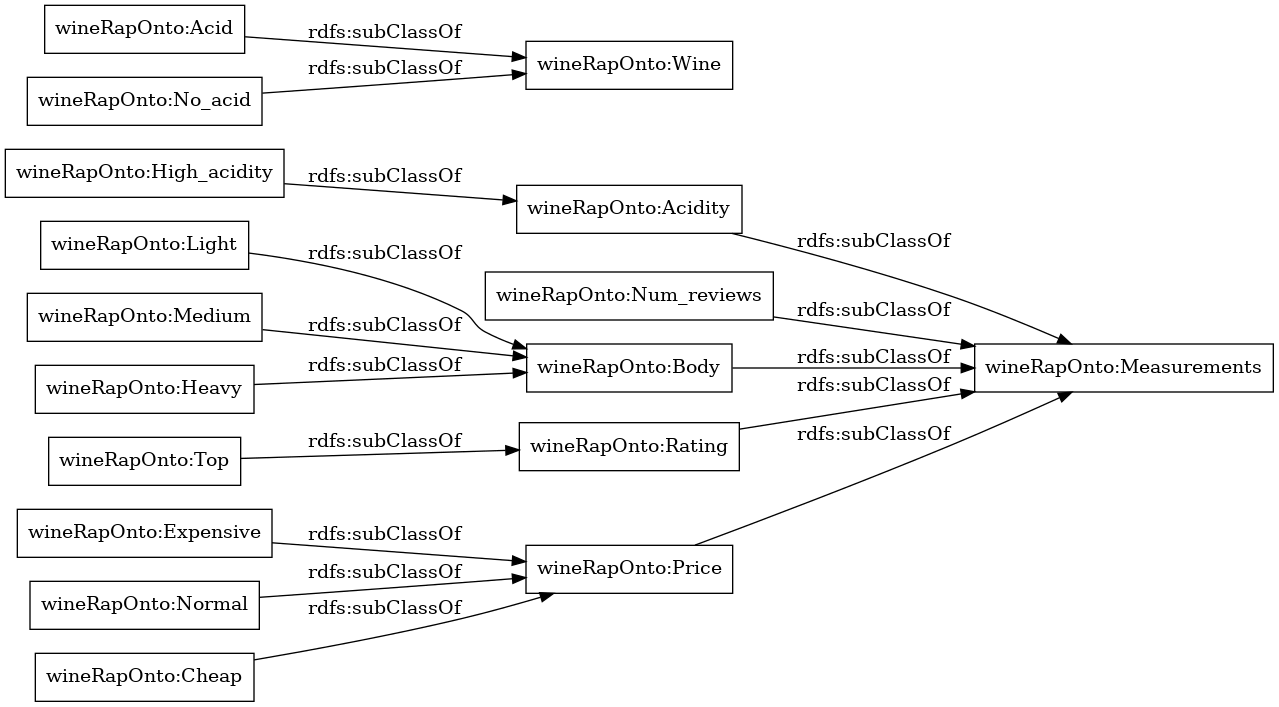 wineRapOnto:Acid
rdfs:subClassOf
wineRapOnto:Wine
rdfs:subClassOf
wineRapOnto:No_acid
wineRapOnto:High_acidity
rdfs:subClassOf
wineRapOnto:Acidity
rdfs:subClassOf
wineRapOnto:Light
rdfs:subClassOf
wineRapOnto:Num_reviews
rdfs:subClassOf
wineRapOnto:Medium
rdfs:subClassOf
rdfs:subClassOf
wineRapOnto:Body
rdfs:subClassOf
wineRapOnto:Measurements
wineRapOnto:Heavy
rdfs:subClassOf
rdfs:subClassOf
wineRapOnto:Top
rdfs:subClassOf
wineRapOnto:Rating
rdfs:subClassOf
wineRapOnto:Expensive
rdfs:subClassOf
wineRapOnto:Price
wineRapOnto:Normal
rdfs:subClassOf
rdfs:subClassOf
wineRapOnto:Cheap